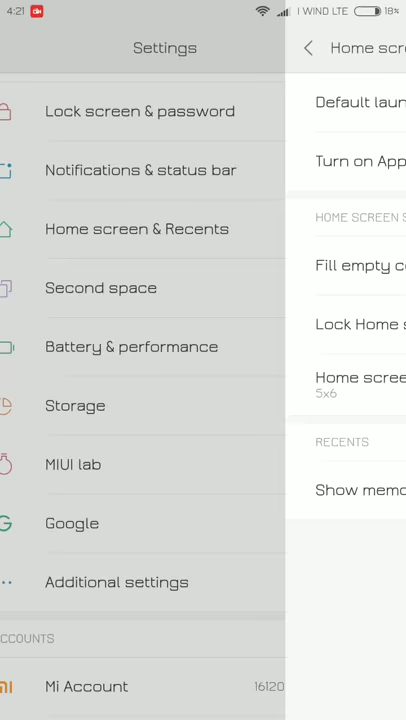 4:21
I WIND LTE
18%
Settings
Lock screen & password
Notifications & status bar
Home screen & Recents
Second space
Battery & performance
Storage
MIUI lab
Google
Additional settings
CCOUNTS
Mi Account
16120
Home scre
Default laun
Turn on App
HOME SCREEN S
Fill empty c
Lock Home s
Home scree
5x6
RECENTS
Show memo